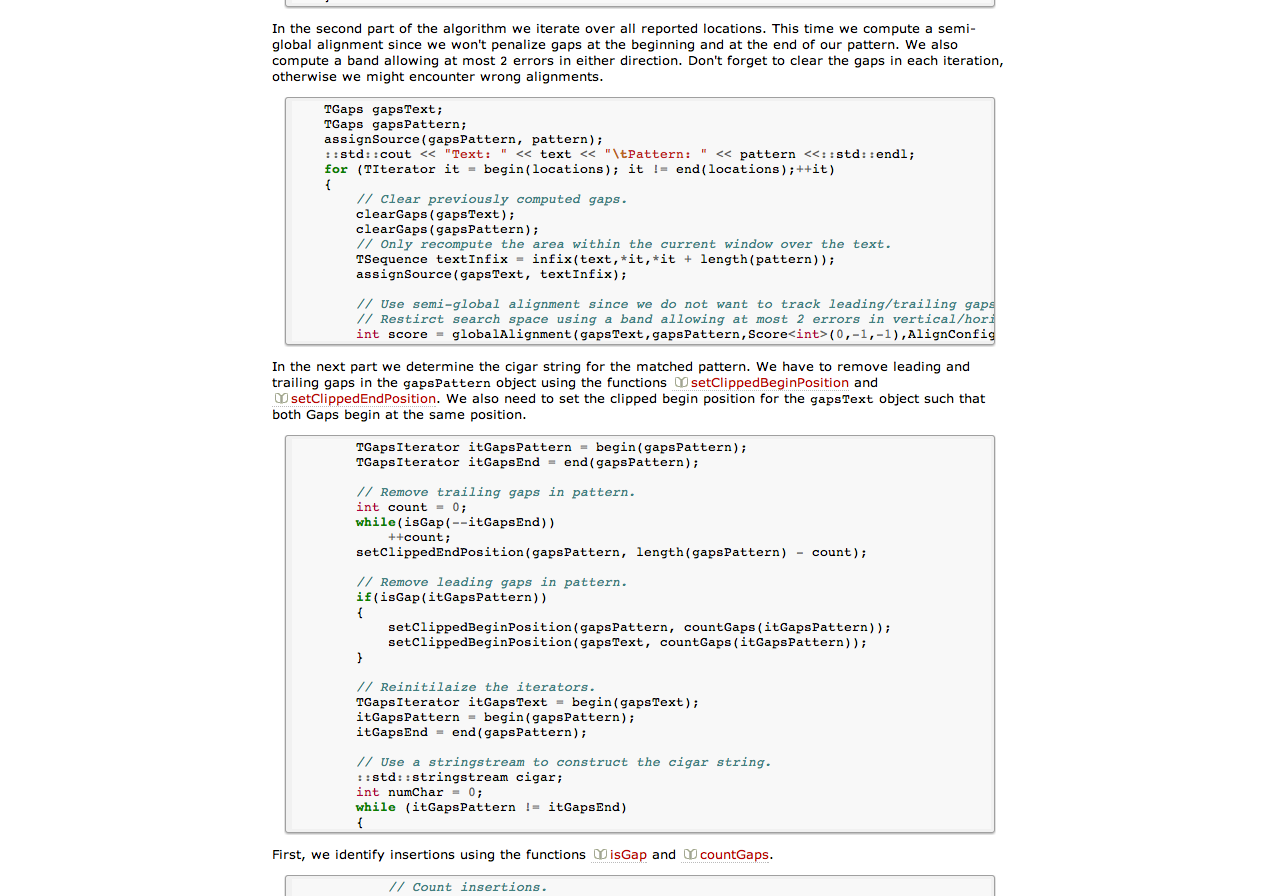 In the second part of the algorithm we iterate over all reported locations. This time we compute a semi-
global alignment since we won't penalize gaps at the beginning and at the end of our pattern. We also
compute a band allowing at most 2 errors in either direction. Don't forget to clear the gaps in each iteration,
otherwise we might encounter wrong alignments.
TGaps gapsText;
TGaps gapsPattern;
assignSource(gapsPattern, pattern);
::std::cout << "Text: " << text << "\tPattern: " << pattern <<::std::endl;
for (TIterator it = begin(locations); it != end(locations);++it)
{
// Clear previously computed gaps.
clearGaps(gapsText);
clearGaps(gapsPattern);
// Only recompute the area within the current window over the text.
TSequence textInfix = infix(text,*it,*it + length(pattern));
assignSource(gapsText, textInfix);
// Use semi-global alignment since we do not want to track leading/trailing gaps
// Restirct search space using a band allowing at most 2 errors in vertical/hori
int score = globalAlignment(gapsText,gapsPattern,Score<int>(0,-1,-1),AlignConfig
In the next part we determine the cigar string for the matched pattern. We have to remove leading and
trailing gaps in the gapsPattern object using the functions setClippedBeginPosition and
setClippedEndPosition. We also need to set the clipped begin position for the gapsText object such that
both Gaps begin at the same position.
TGapsIterator itGapsPattern = begin(gapsPattern);
TGapsIterator itGapsEnd = end(gapsPattern);
// Remove trailing gaps in pattern.
int count = 0;
while(isGap(--itGapsEnd))
++count;
setClippedEndPosition(gapsPattern, length(gapsPattern) - count);
// Remove leading gaps in pattern.
if(isGap(itGapsPattern))
{
setClippedBeginPosition(gapsPattern, countGaps(itGapsPattern));
setClippedBeginPosition(gapsText, countGaps(itGapsPattern));
}
// Reinitilaize the iterators.
TGapsIterator itGapsText = begin(gapsText);
itGapsPattern = begin(gapsPattern);
itGapsEnd = end(gapsPattern);
// Use a stringstream to construct the cigar string.
::std::stringstream cigar;
int numChar = 0;
while (itGapsPattern != itGapsEnd)
{
First, we identify insertions using the functions isGap and countGaps.
// Count insertions.